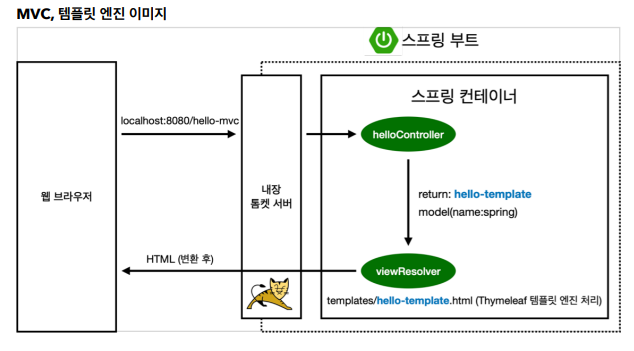 MVC, 템플릿 엔진 이미지
스프링 부트
스프링 컨테이너
localhost:8080/hello-mvc
helloController
웹 브라우저
내장
톰켓 서버
return: hello-template
model(name:spring)
HTML (변환 후)
viewResolver
templates/hello-template.html (Thymeleaf 템플릿 엔진 처리)